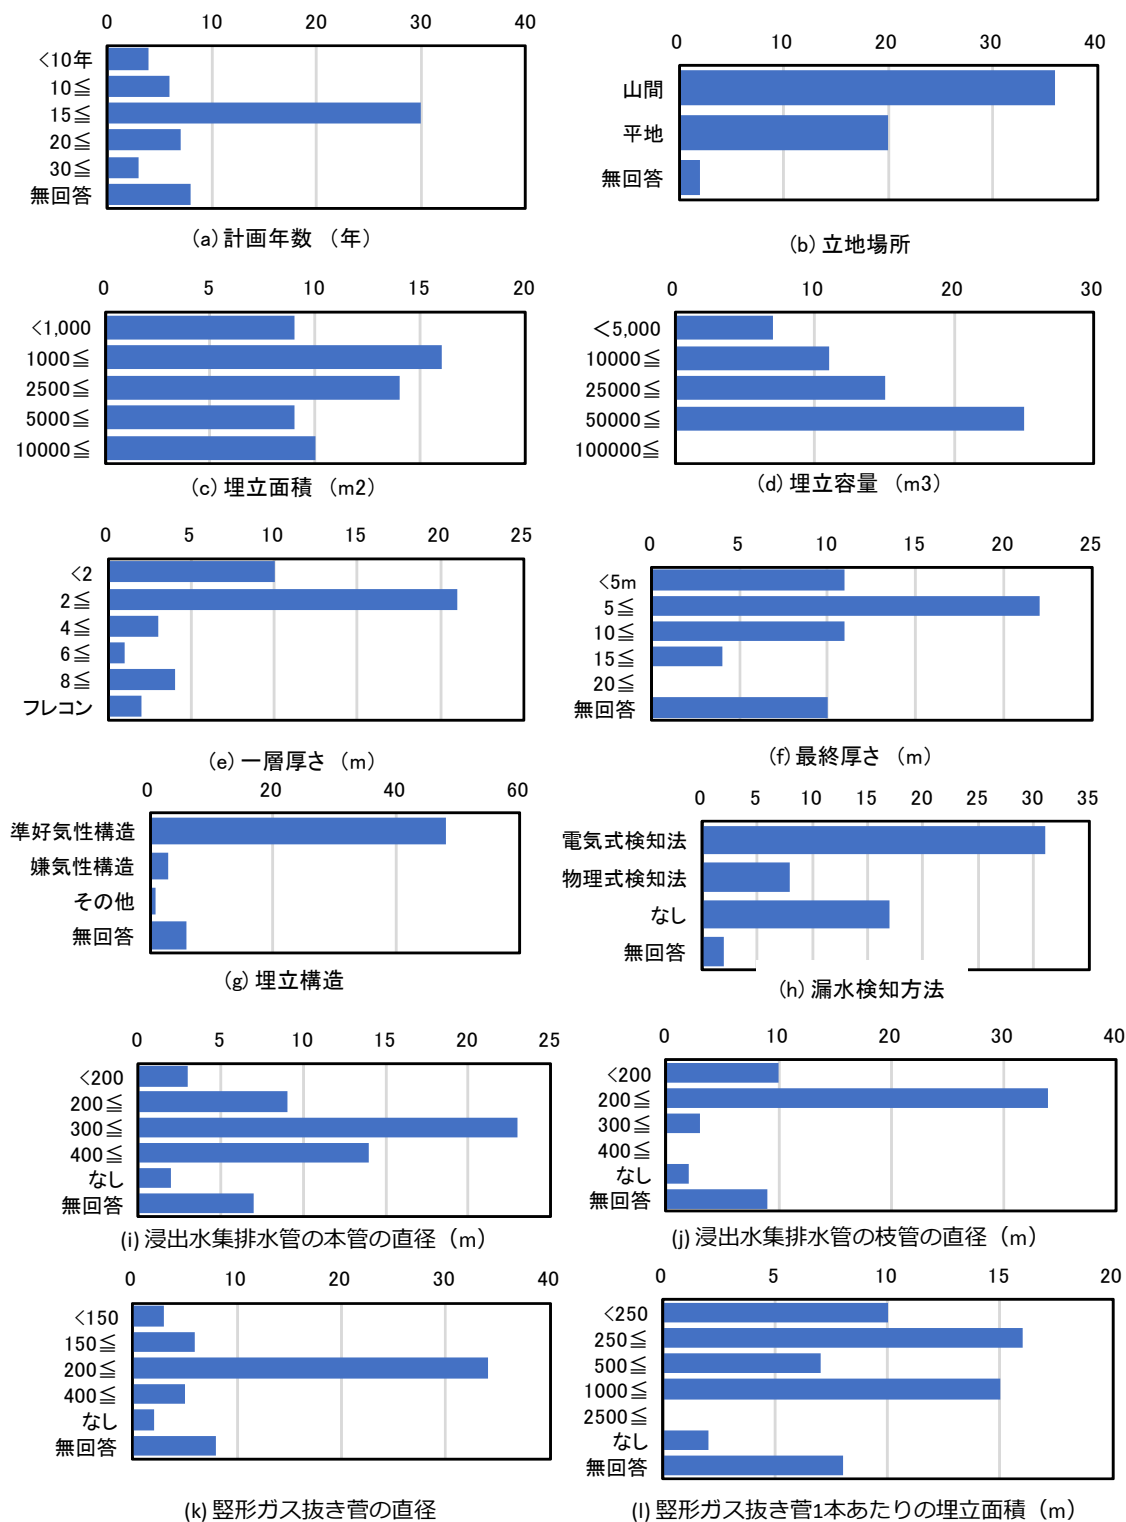 0 10 20 30 40
<10年
10≦
15≦
20≦
30≦
無回答
(a) 計画年数 (年)
0 10 20 30 40
山間
平地
無回答
(b) 立地場所
0 5 10 15 20
<1,000
1000≦
2500≦
5000≦
10000≦
(c) 埋立面積 (m2)
0 10 20 30
<5,000
10000≦
25000≦
50000≦
100000≦
(d) 埋立容量 (m3)
0 5 10 15 20 25
<2
2≦
4≦
6≦
8≦
フレコン
(e) 一層厚さ (m)
0 5 10 15 20 25
<5m
5≦
10≦
15≦
20≦
無回答
(f) 最終厚さ (m)
0 20 40 60
準好気性構造
嫌気性構造
その他
無回答
(g) 埋立構造
0 5 10 15 20 25 30 35
電気式検知法
物理式検知法
なし
無回答
(h) 漏水検知方法
0 5 10 15 20 25
<200
200≦
300≦
400≦
なし
無回答
(i) 浸出水集排水管の本管の直径（m）
0 10 20 30 40
<200
200≦
300≦
400≦
なし
無回答
(j) 浸出水集排水管の枝管の直径（m）
0 10 20 30 40
<150
150≦
200≦
400≦
なし
無回答
(k) 竪形ガス抜き菅の直径
0 5 10 15 20
<250
250≦
500≦
1000≦
2500≦
なし
無回答
(l) 竪形ガス抜き菅1本あたりの埋立面積（m）